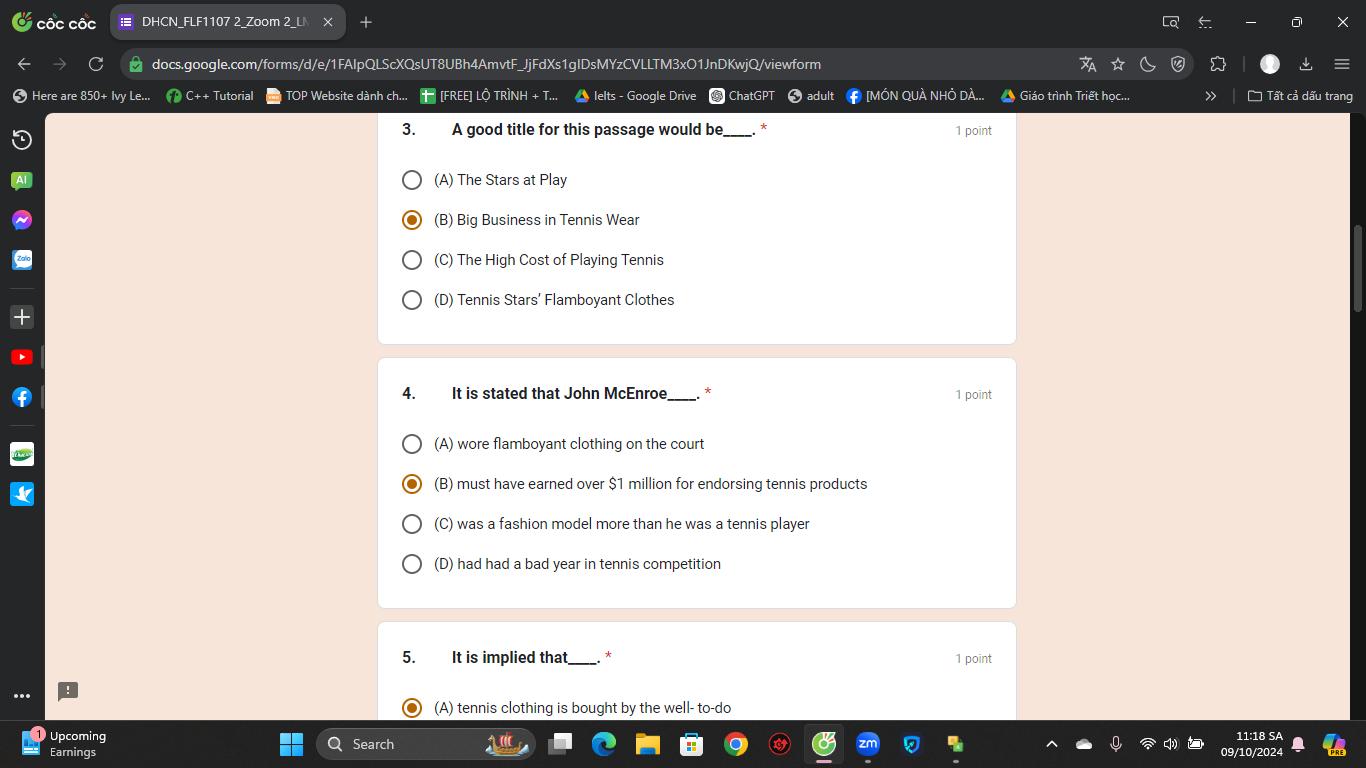 cốc cốc
DHCN_FLF1107 2_Zoom 2_LN
docs.google.com/forms/d/e/1FAIpQLScXQsUT8UBh4AmvtF_JjFdXs1gIDsMYzCVLLTM3xO1JnDKwjQ/viewform
Here are 850+ Ivy Le...
C++ Tutorial
TOP Website dành ch...
[FREE] LỘ TRÌNH + T...
Ielts - Google Drive
ChatGPT
adult
[MÓN QUÀ NHỎ DÀ...
Giáo trình Triết học...
Tất cả dấu trang
AI
Zalo
3. A good title for this passage would be____. *
1 point
(A) The Stars at Play
(B) Big Business in Tennis Wear
(C) The High Cost of Playing Tennis
(D) Tennis Stars’ Flamboyant Clothes
4. It is stated that John McEnroe____. *
1 point
(A) wore flamboyant clothing on the court
(B) must have earned over $1 million for endorsing tennis products
(C) was a fashion model more than he was a tennis player
(D) had had a bad year in tennis competition
5. It is implied that____. *
1 point
(A) tennis clothing is bought by the well- to-do
1
Upcoming
Earnings
Search
zm
11:18 SA
09/10/2024
PRE